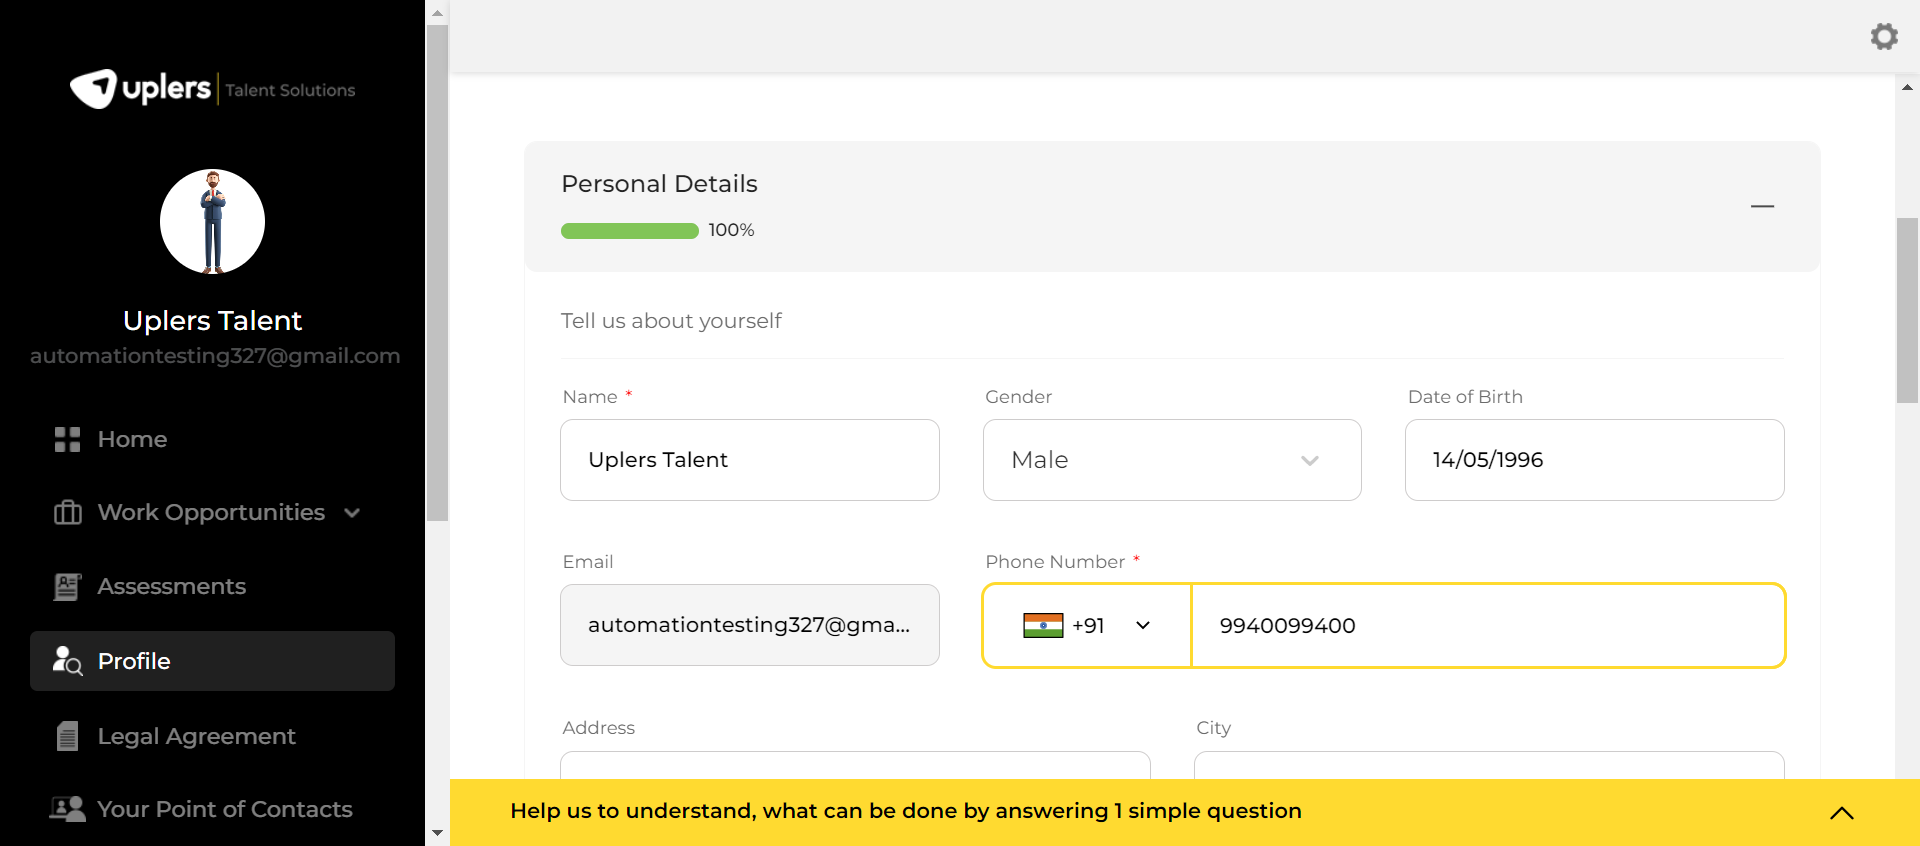 uplers | Talent Solutions
Uplers Talent
automationtesting327@gmail.com
Home
Work Opportunities
Assessments
Profile
Legal Agreement
Your Point of Contacts
Personal Details
100%
Tell us about yourself
Name *
Gender
Date of Birth
Uplers Talent
Male
14/05/1996
Email
Phone Number *
automationtesting327@gma...
+91
9940099400
Address
City
Help us to understand, what can be done by answering 1 simple question